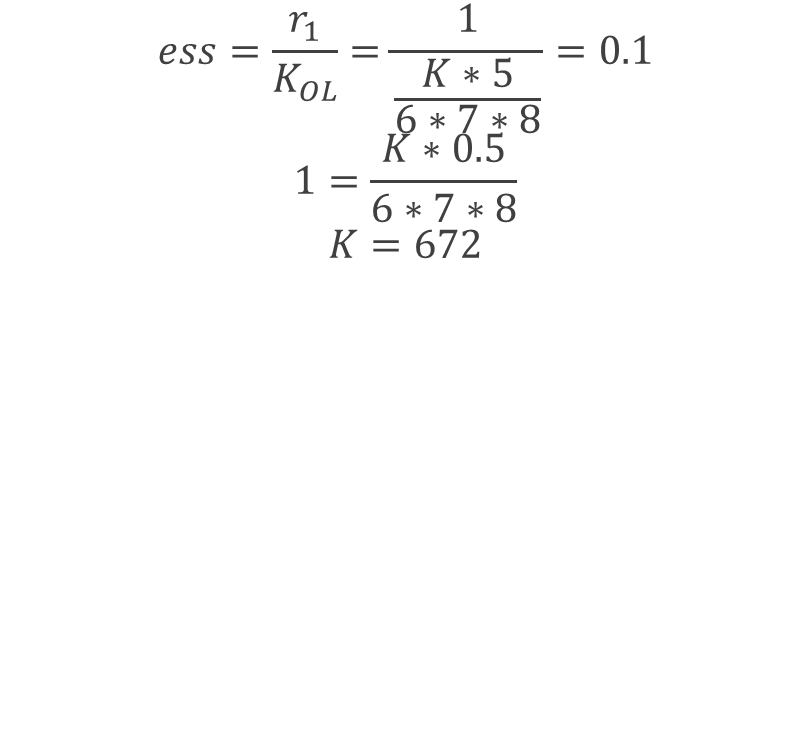 ess = r₁/K_OL = 1/((K * 5)/(6 * 7 * 8)) = 0.1
1 = (K * 0.5)/(6 * 7 * 8)
K = 672